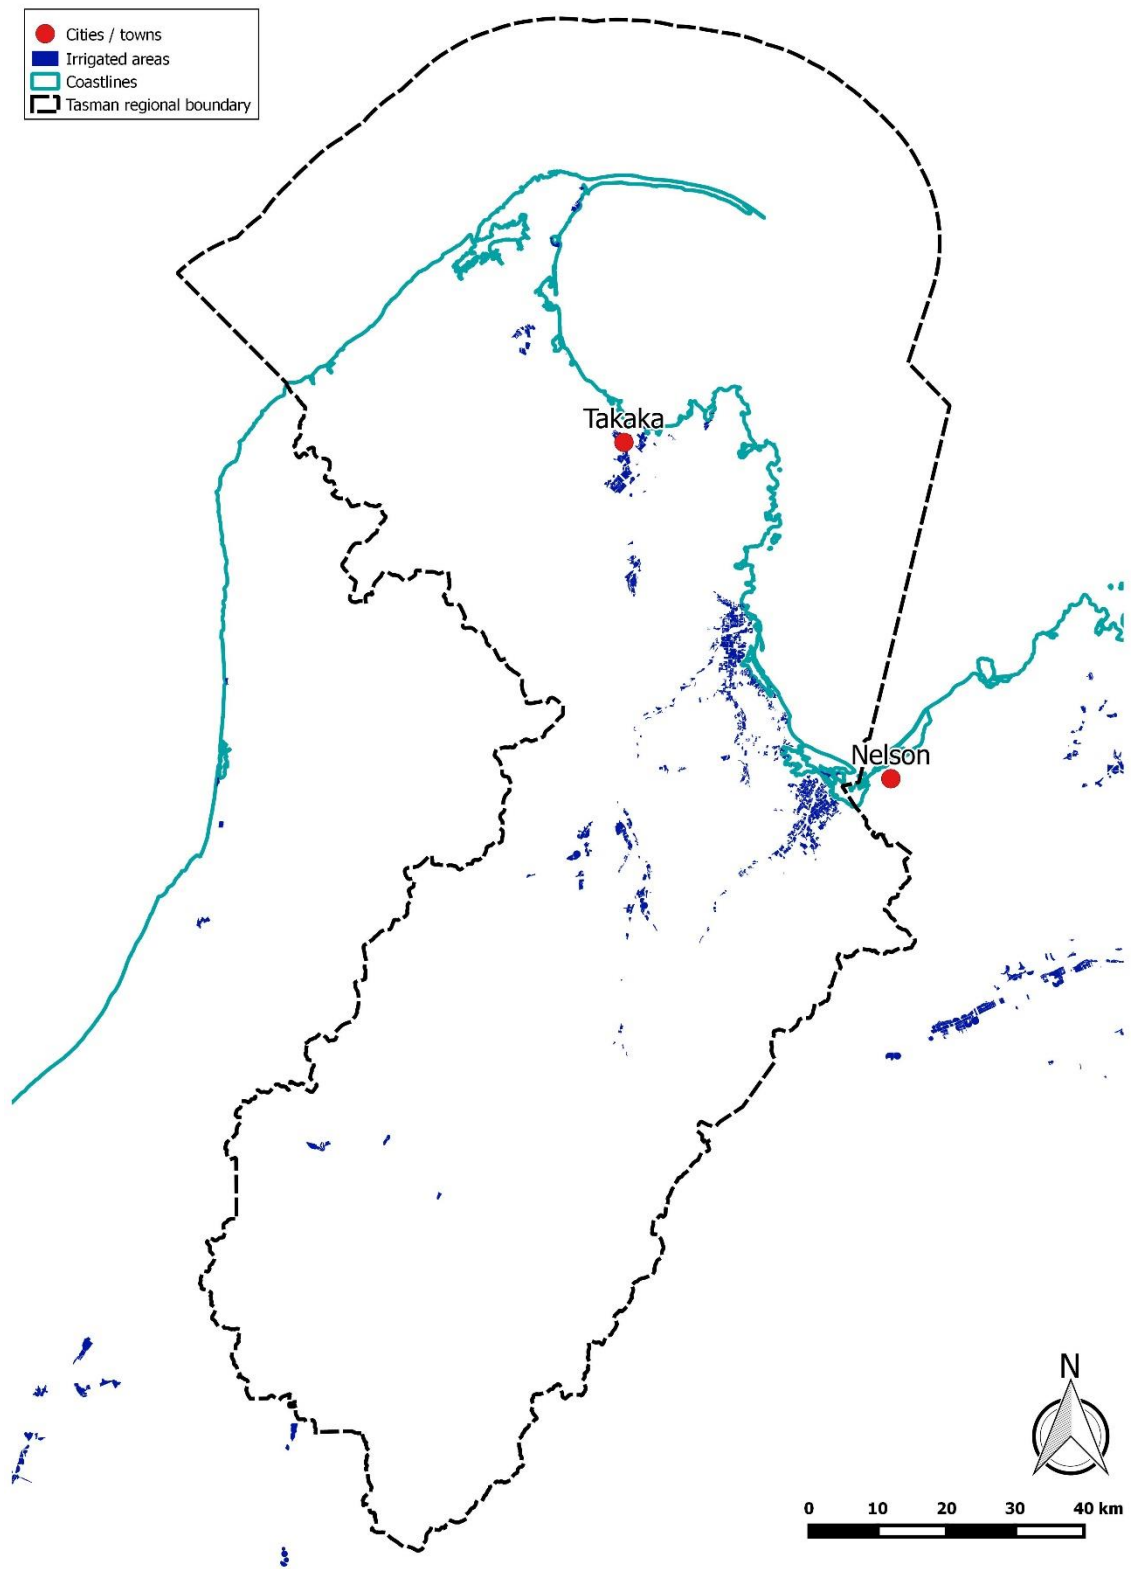 Cities / towns
Irrigated areas
Coastlines
Tasman regional boundary
Takaka
Nelson
N
0 10 20 30 40 km